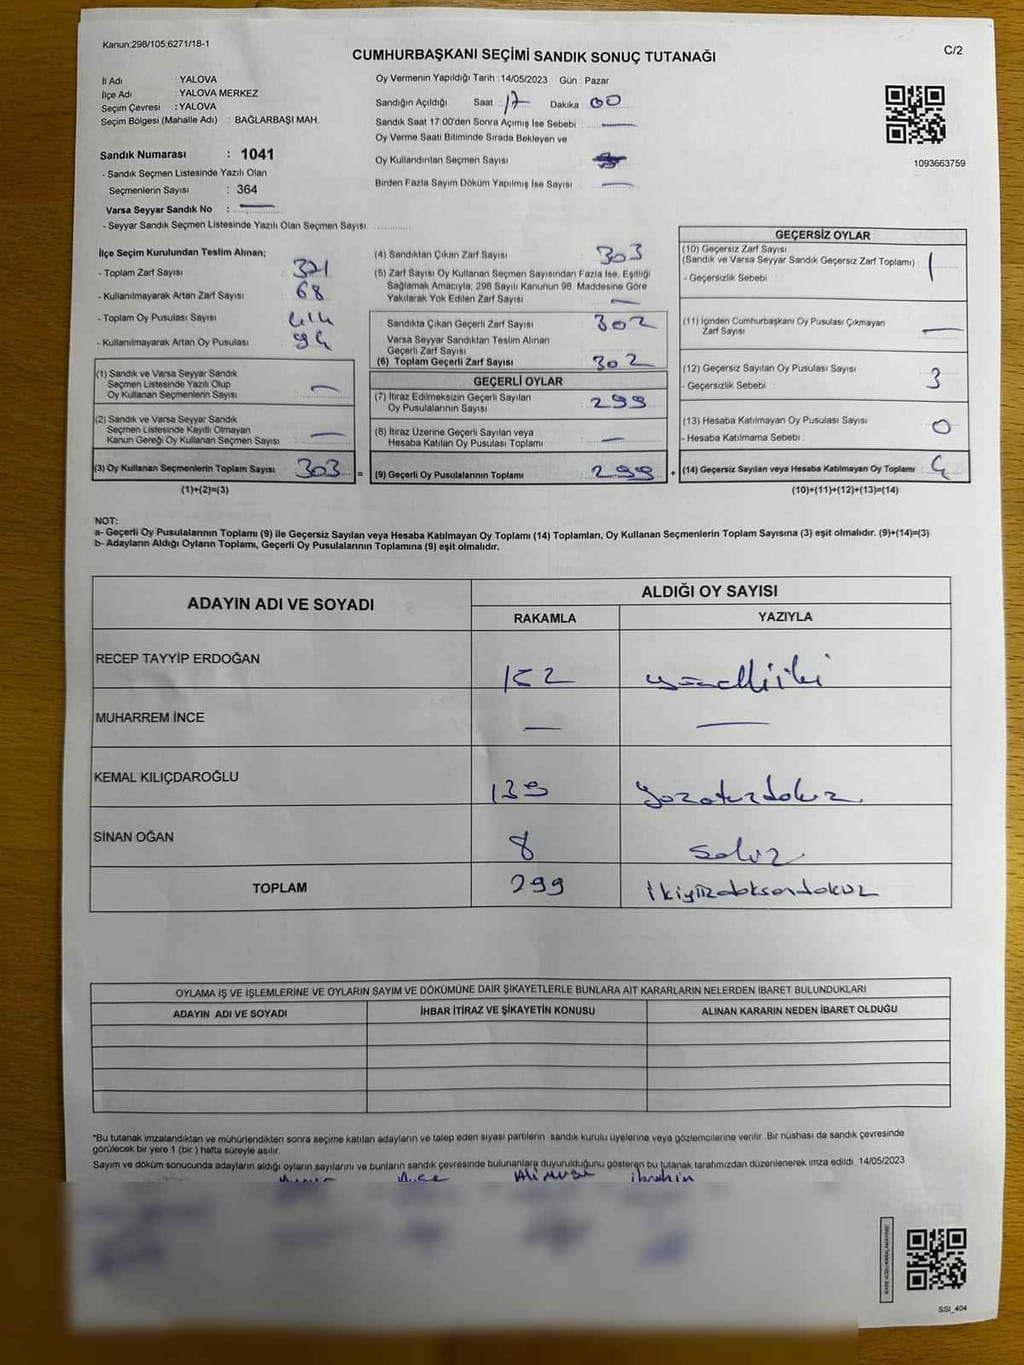 Kanun;298/105;6271/18-1
C/2
CUMHURBAŞKANI SEÇİMİ SANDIK SONUÇ TUTANAĞI
İl Adı : YALOVA
İlçe Adı : YALOVA MERKEZ
Seçim Çevresi : YALOVA
Seçim Bölgesi (Mahalle Adı) : BAĞLARBAŞI MAH.
Sandık Numarası : 1041
- Sandık Seçmen Listesinde Yazılı Olan
Seçmenlerin Sayısı : 364
Varsa Seyyar Sandık No : —
- Seyyar Sandık Seçmen Listesinde Yazılı Olan Seçmen Sayısı
Oy Vermenin Yapıldığı Tarih : 14/05/2023 Gün : Pazar
Sandığın Açıldığı Saat 17 Dakika 00
Sandık Saat 17:00'den Sonra Açımış İse Sebebi : —
Oy Verme Saati Bitiminde Sırada Bekleyen ve
Oy Kullandırılan Seçmen Sayısı :
Birden Fazla Sayım Döküm Yapılmış İse Sayısı : —
1093663759
İlçe Seçim Kurulundan Teslim Alınan;
- Toplam Zarf Sayısı : 371
- Kullanılmayarak Artan Zarf Sayısı : 68
- Toplam Oy Pusulası Sayısı :
- Kullanılmayarak Artan Oy Pusulası : 94
(1) Sandık ve Varsa Seyyar Sandık
Seçmen Listesinde Yazılı Olup
Oy Kullanan Seçmenlerin Sayısı : —
(2) Sandık ve Varsa Seyyar Sandık
Seçmen Listesinde Kayıtlı Olmayan
Kanun Gereği Oy Kullanan Seçmen Sayısı : —
(3) Oy Kullanan Seçmenlerin Toplam Sayısı 303 =
(1)+(2)=(3)
(4) Sandıktan Çıkan Zarf Sayısı : 303
(5) Zarf Sayısı Oy Kullanan Seçmen Sayısından Fazla İse, Eşitliği
Sağlamak Amacıyla; 298 Sayılı Kanunun 98. Maddesine Göre
Yakılarak Yok Edilen Zarf Sayısı —
Sandıkta Çıkan Geçerli Zarf Sayısı : 302
Varsa Seyyar Sandıktan Teslim Alınan
Geçerli Zarf Sayısı
(6) Toplam Geçerli Zarf Sayısı : 302
GEÇERLİ OYLAR
(7) İtiraz Edilmeksizin Geçerli Sayılan
Oy Pusulalarının Sayısı : 299
(8) İtiraz Üzerine Geçerli Sayılan veya
Hesaba Katılan Oy Pusulası Toplamı : —
(9) Geçerli Oy Pusulalarının Toplamı : 299 +
GEÇERSİZ OYLAR
(10) Geçersiz Zarf Sayısı
(Sandık ve Varsa Seyyar Sandık Geçersiz Zarf Toplamı) : 1
- Geçersizlik Sebebi :
(11) İçinden Cumhurbaşkanı Oy Pusulası Çıkmayan
Zarf Sayısı : —
(12) Geçersiz Sayılan Oy Pusulası Sayısı : 3
- Geçersizlik Sebebi :
(13) Hesaba Katılmayan Oy Pusulası Sayısı : 0
- Hesaba Katılmama Sebebi :
(14) Geçersiz Sayılan veya Hesaba Katılmayan Oy Toplamı : 4
(10)+(11)+(12)+(13)=(14)
NOT:
a- Geçerli Oy Pusulalarının Toplamı (9) ile Geçersiz Sayılan veya Hesaba Katılmayan Oy Toplamı (14) Toplamları, Oy Kullanan Seçmenlerin Toplam Sayısına (3) eşit olmalıdır. (9)+(14)=(3)
b- Adayların Aldığı Oyların Toplamı, Geçerli Oy Pusulalarının Toplamına (9) eşit olmalıdır.
ADAYIN ADI VE SOYADI
ALDIĞI OY SAYISI
RAKAMLA YAZIYLA
RECEP TAYYİP ERDOĞAN 152 yüzelliiki
MUHARREM İNCE — —
KEMAL KILIÇDAROĞLU 139 yüzotuzdokuz
SİNAN OĞAN 8 sekiz
TOPLAM 299 ikiyüzdoksandokuz
OYLAMA İŞ VE İŞLEMLERİNE VE OYLARIN SAYIM VE DÖKÜMÜNE DAİR ŞİKAYETLERLE BUNLARA AİT KARARLARIN NELERDEN İBARET BULUNDUKLARI
ADAYIN ADI VE SOYADI İHBAR İTİRAZ VE ŞİKAYETİN KONUSU ALINAN KARARIN NEDEN İBARET OLDUĞU
*Bu tutanak imzalandıktan ve mühürlendikten sonra seçime katılan adayların ve talep eden siyasi partilerin sandık kurulu üyelerine veya gözlemcilerine verilir. Bir nüshası da sandık çevresinde
görülecek bir yere 1 (bir ) hafta süreyle asılır.
Sayım ve döküm sonucunda adayların aldığı oyların sayılarını ve bunların sandık çevresinde bulunanlara duyurulduğunu gösteren bu tutanak tarafımızdan düzenlenerek imza edildi. 14/05/2023
ibrahim
SSI_404